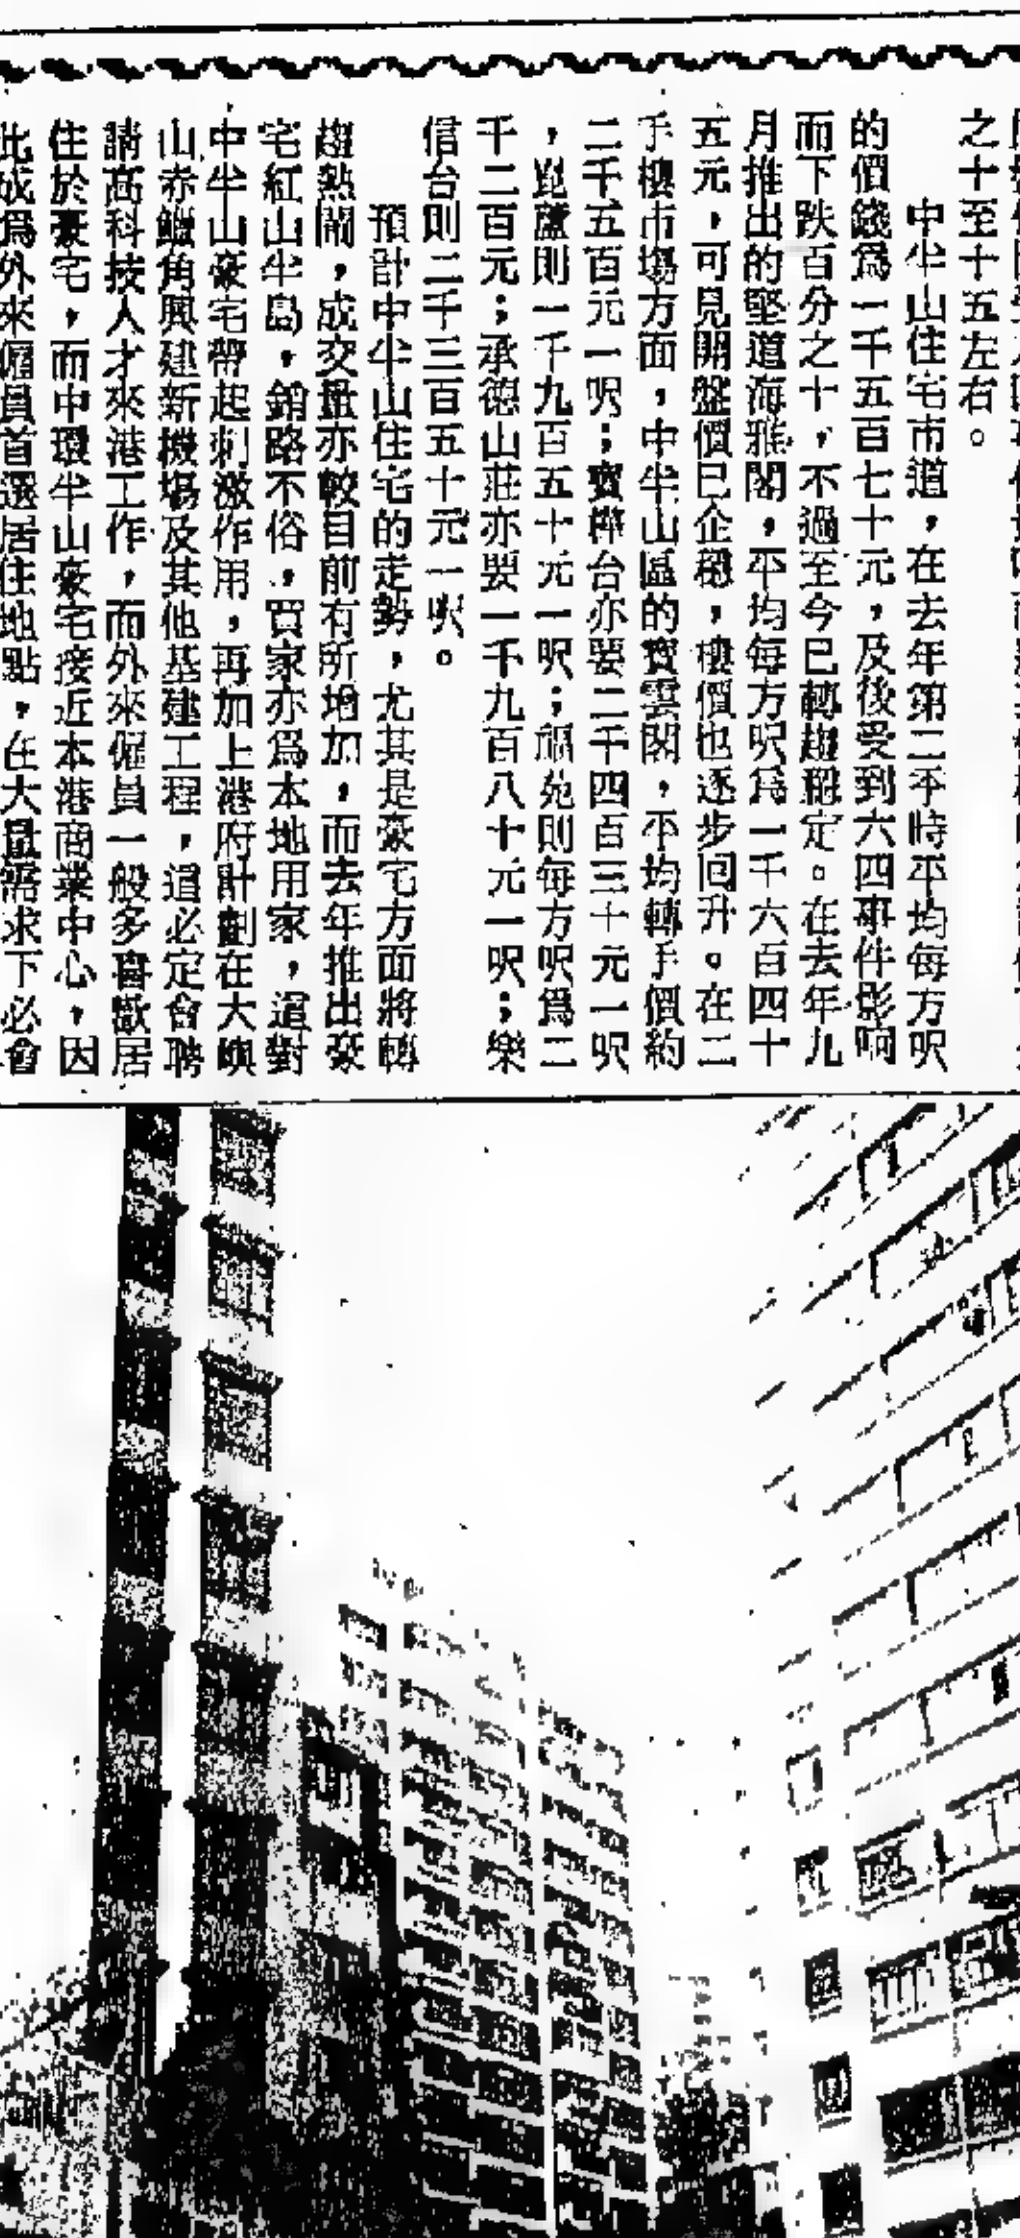 之十至十五左右。
中半山住宅市道，在去年第二季時平均每方呎
的價錢為一千五百七十元，及後受到六四事件影响
而下跌百分之十，不過至今已轉趨穩定。在去年九
月推出的堅道海雅閣，平均每方呎為一千六百四十
五元，可見開盤價已企穩，樓價也逐步回升。在二
手樓市場方面，中半山區的寶雲閣，平均轉手價約
二千五百元一呎；寶樺台亦要二千四百三十元一呎
，崑廬則一千九百五十元一呎；福苑則每方呎為二
千二百元；承德山莊亦要一千九百八十元一呎；樂
信台則二千三百五十元一呎。
預計中半山住宅的走勢，尤其是豪宅方面將轉
趨熱鬧，成交量亦較目前有所增加，而去年推出豪
宅紅山半島，銷路不俗，買家亦為本地用家，這對
中半山豪宅帶起刺激作用，再加上港府計劃在大嶼
山赤鱲角興建新機場及其他基建工程，這必定會聘
請高科技人才來港工作，而外來僱員一般多喜歡居
住於豪宅，而中環半山豪宅接近本港商業中心，因
此成為外來僱員首選居住地點，在大量需求下必會